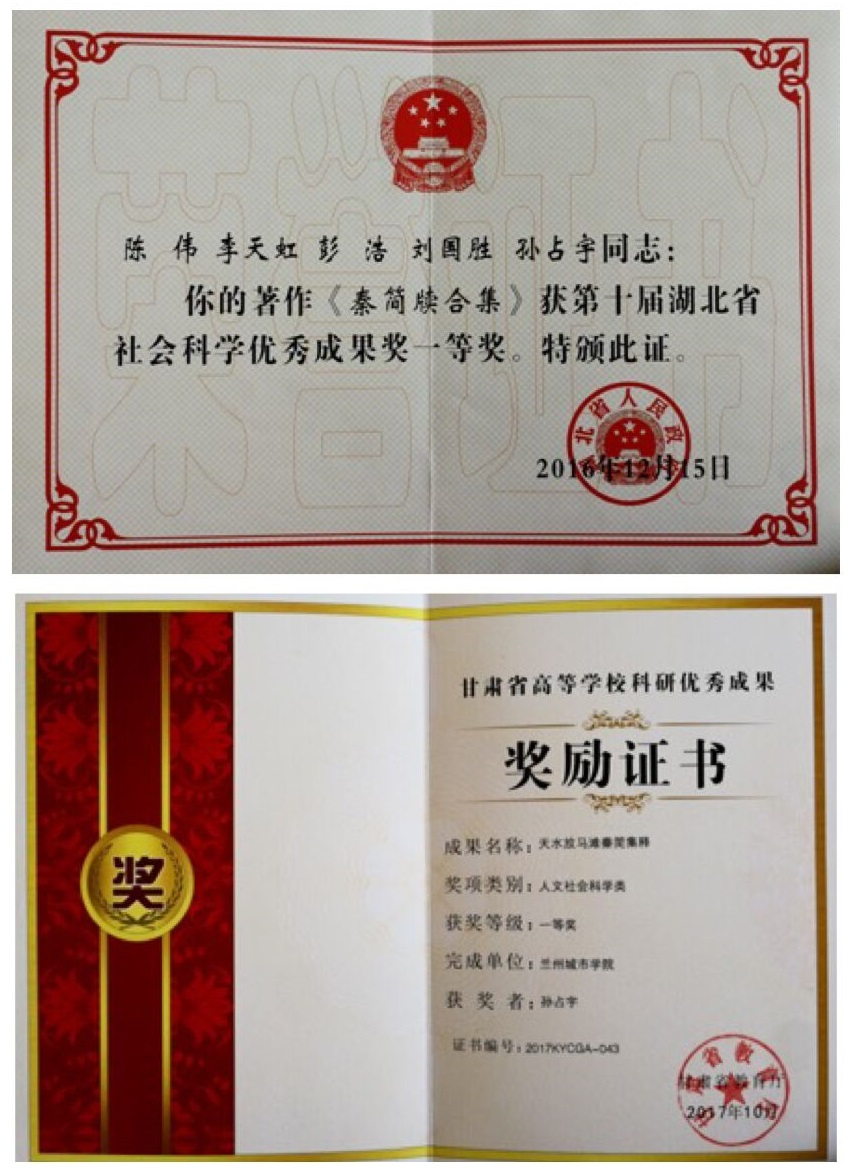 陈 伟 李天虹 彭 浩 刘国胜 孙占宇同志：
你的著作《秦简牍合集》获第十届湖北省
社会科学优秀成果奖一等奖。特颁此证。
2016年12月15日
甘肃省高等学校科研优秀成果
奖励证书
成果名称：天水放马滩秦简集释
奖项类别：人文社会科学类
获奖等级：一等奖
完成单位：兰州城市学院
获 奖 者：孙占宇
证书编号：2017KYCGA-043
甘肃省教育厅
2017年10月
奖